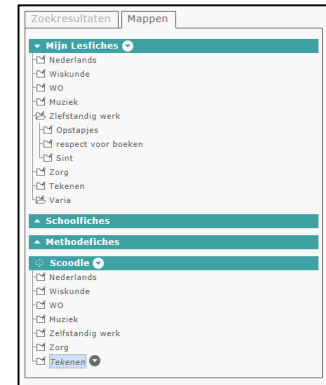 Zoekresultaten Mappen
Mijn Lesfiches
Nederlands
Wiskunde
WO
Muziek
Zlefstandig werk
Opstapjes
respect voor boeken
Sint
Zorg
Tekenen
Varia
Schoolfiches
Methodefiches
Scoodle
Nederlands
Wiskunde
WO
Muziek
Zelfstandig werk
Zorg
Tekenen